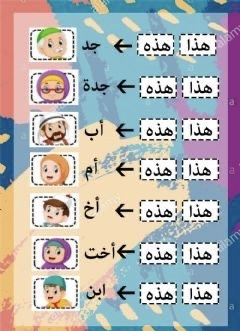 هذا هذه ← جد
هذا هذه ← جدة
هذا هذه ← أب
هذا هذه ← أم
هذا هذه ← أخ
هذا هذه ← أخت
هذا هذه ← ابن